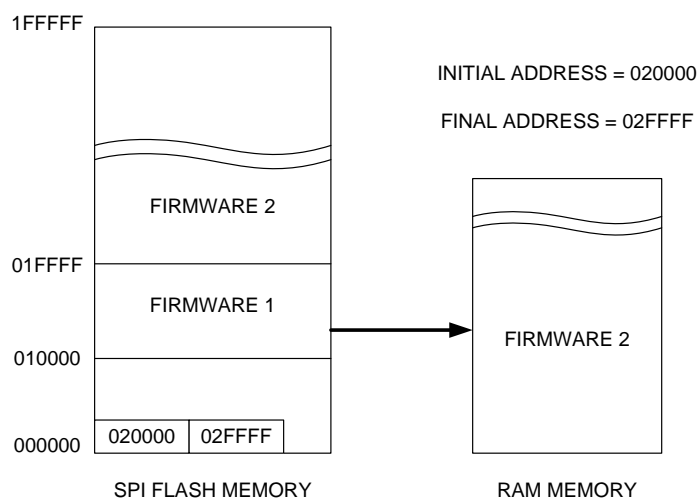 1FFFFF
INITIAL ADDRESS = 020000
FINAL ADDRESS = 02FFFF
FIRMWARE 2
01FFFF
FIRMWARE 1
FIRMWARE 2
010000
020000 02FFFF
000000
SPI FLASH MEMORY RAM MEMORY